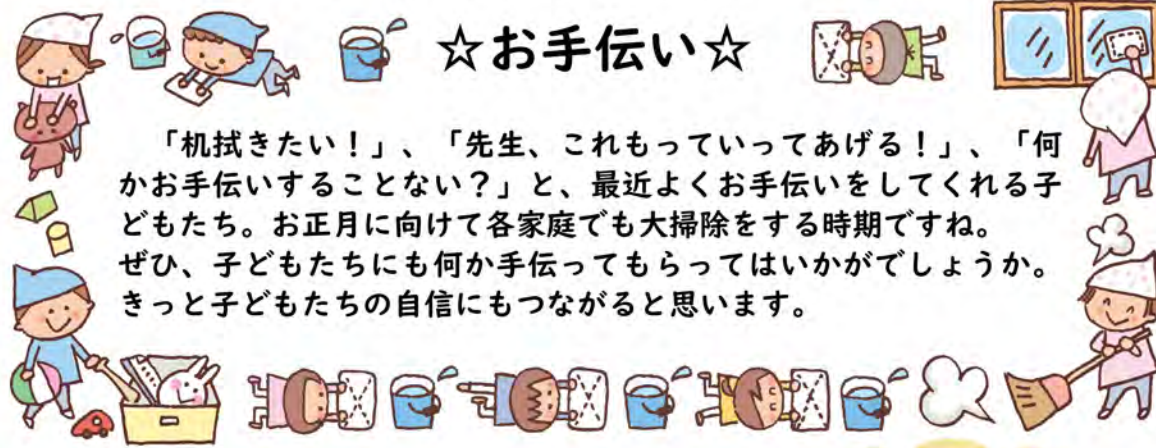 ☆お手伝い☆
「机拭きたい！」、「先生、これもっていってあげる！」、「何
かお手伝いすることない？」と、最近よくお手伝いをしてくれる子
どもたち。お正月に向けて各家庭でも大掃除をする時期ですね。
ぜひ、子どもたちにも何か手伝ってもらってはいかがでしょうか。
きっと子どもたちの自信にもつながると思います。